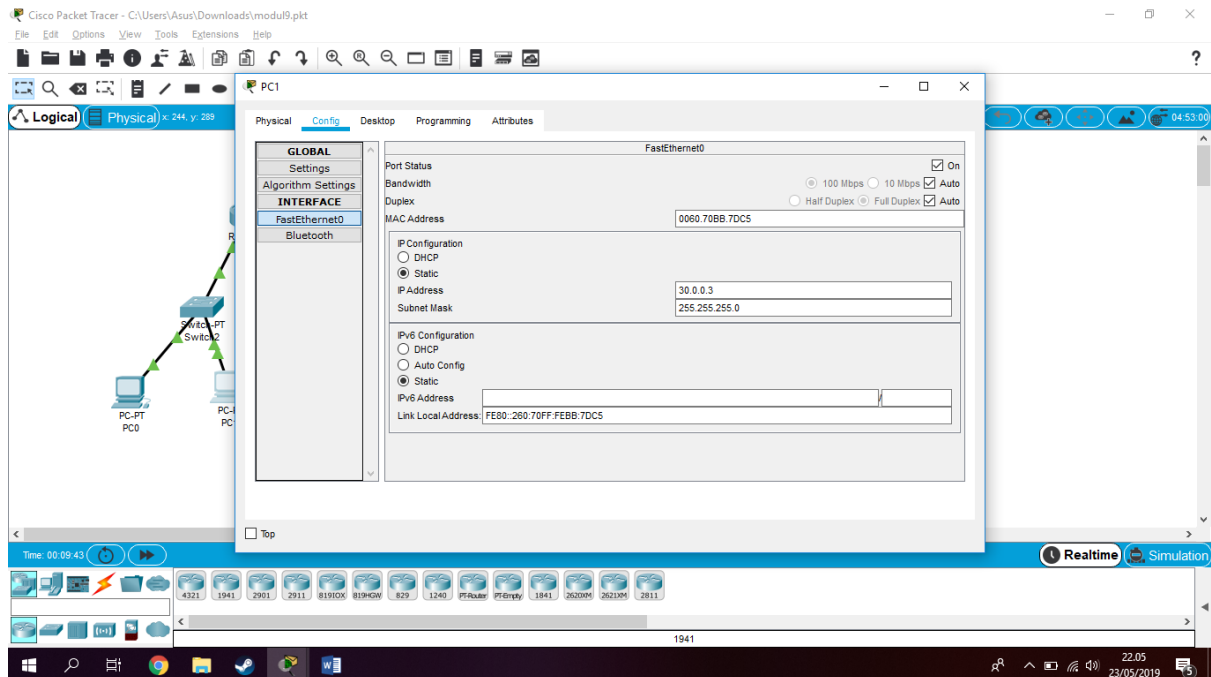 Cisco Packet Tracer - C:\Users\Asus\Downloads\modul9.pkt
File Edit Options View Tools Extensions Help
?
PC1
Logical Physical x: 244, y: 289
04:53:00
Physical Config Desktop Programming Attributes
GLOBAL
Settings
Algorithm Settings
INTERFACE
FastEthernet0
Bluetooth
FastEthernet0
Port Status On
Bandwidth 100 Mbps 10 Mbps Auto
Duplex Half Duplex Full Duplex Auto
MAC Address 0060.70BB.7DC5
IP Configuration
DHCP
Static
IP Address 30.0.0.3
Subnet Mask 255.255.255.0
IPv6 Configuration
DHCP
Auto Config
Static
IPv6 Address /
Link Local Address: FE80::260:70FF:FEBB:7DC5
Top
R
Switch-PT
Switch2
PC-PT
PC0
PC-
PC
Time: 00:09:43
Realtime Simulation
4321 1941 2901 2911 819IOX 819HGW 829 1240 PT-Router PT-Empty 1841 2620XM 2621XM 2811
1941
22.05
23/05/2019
5